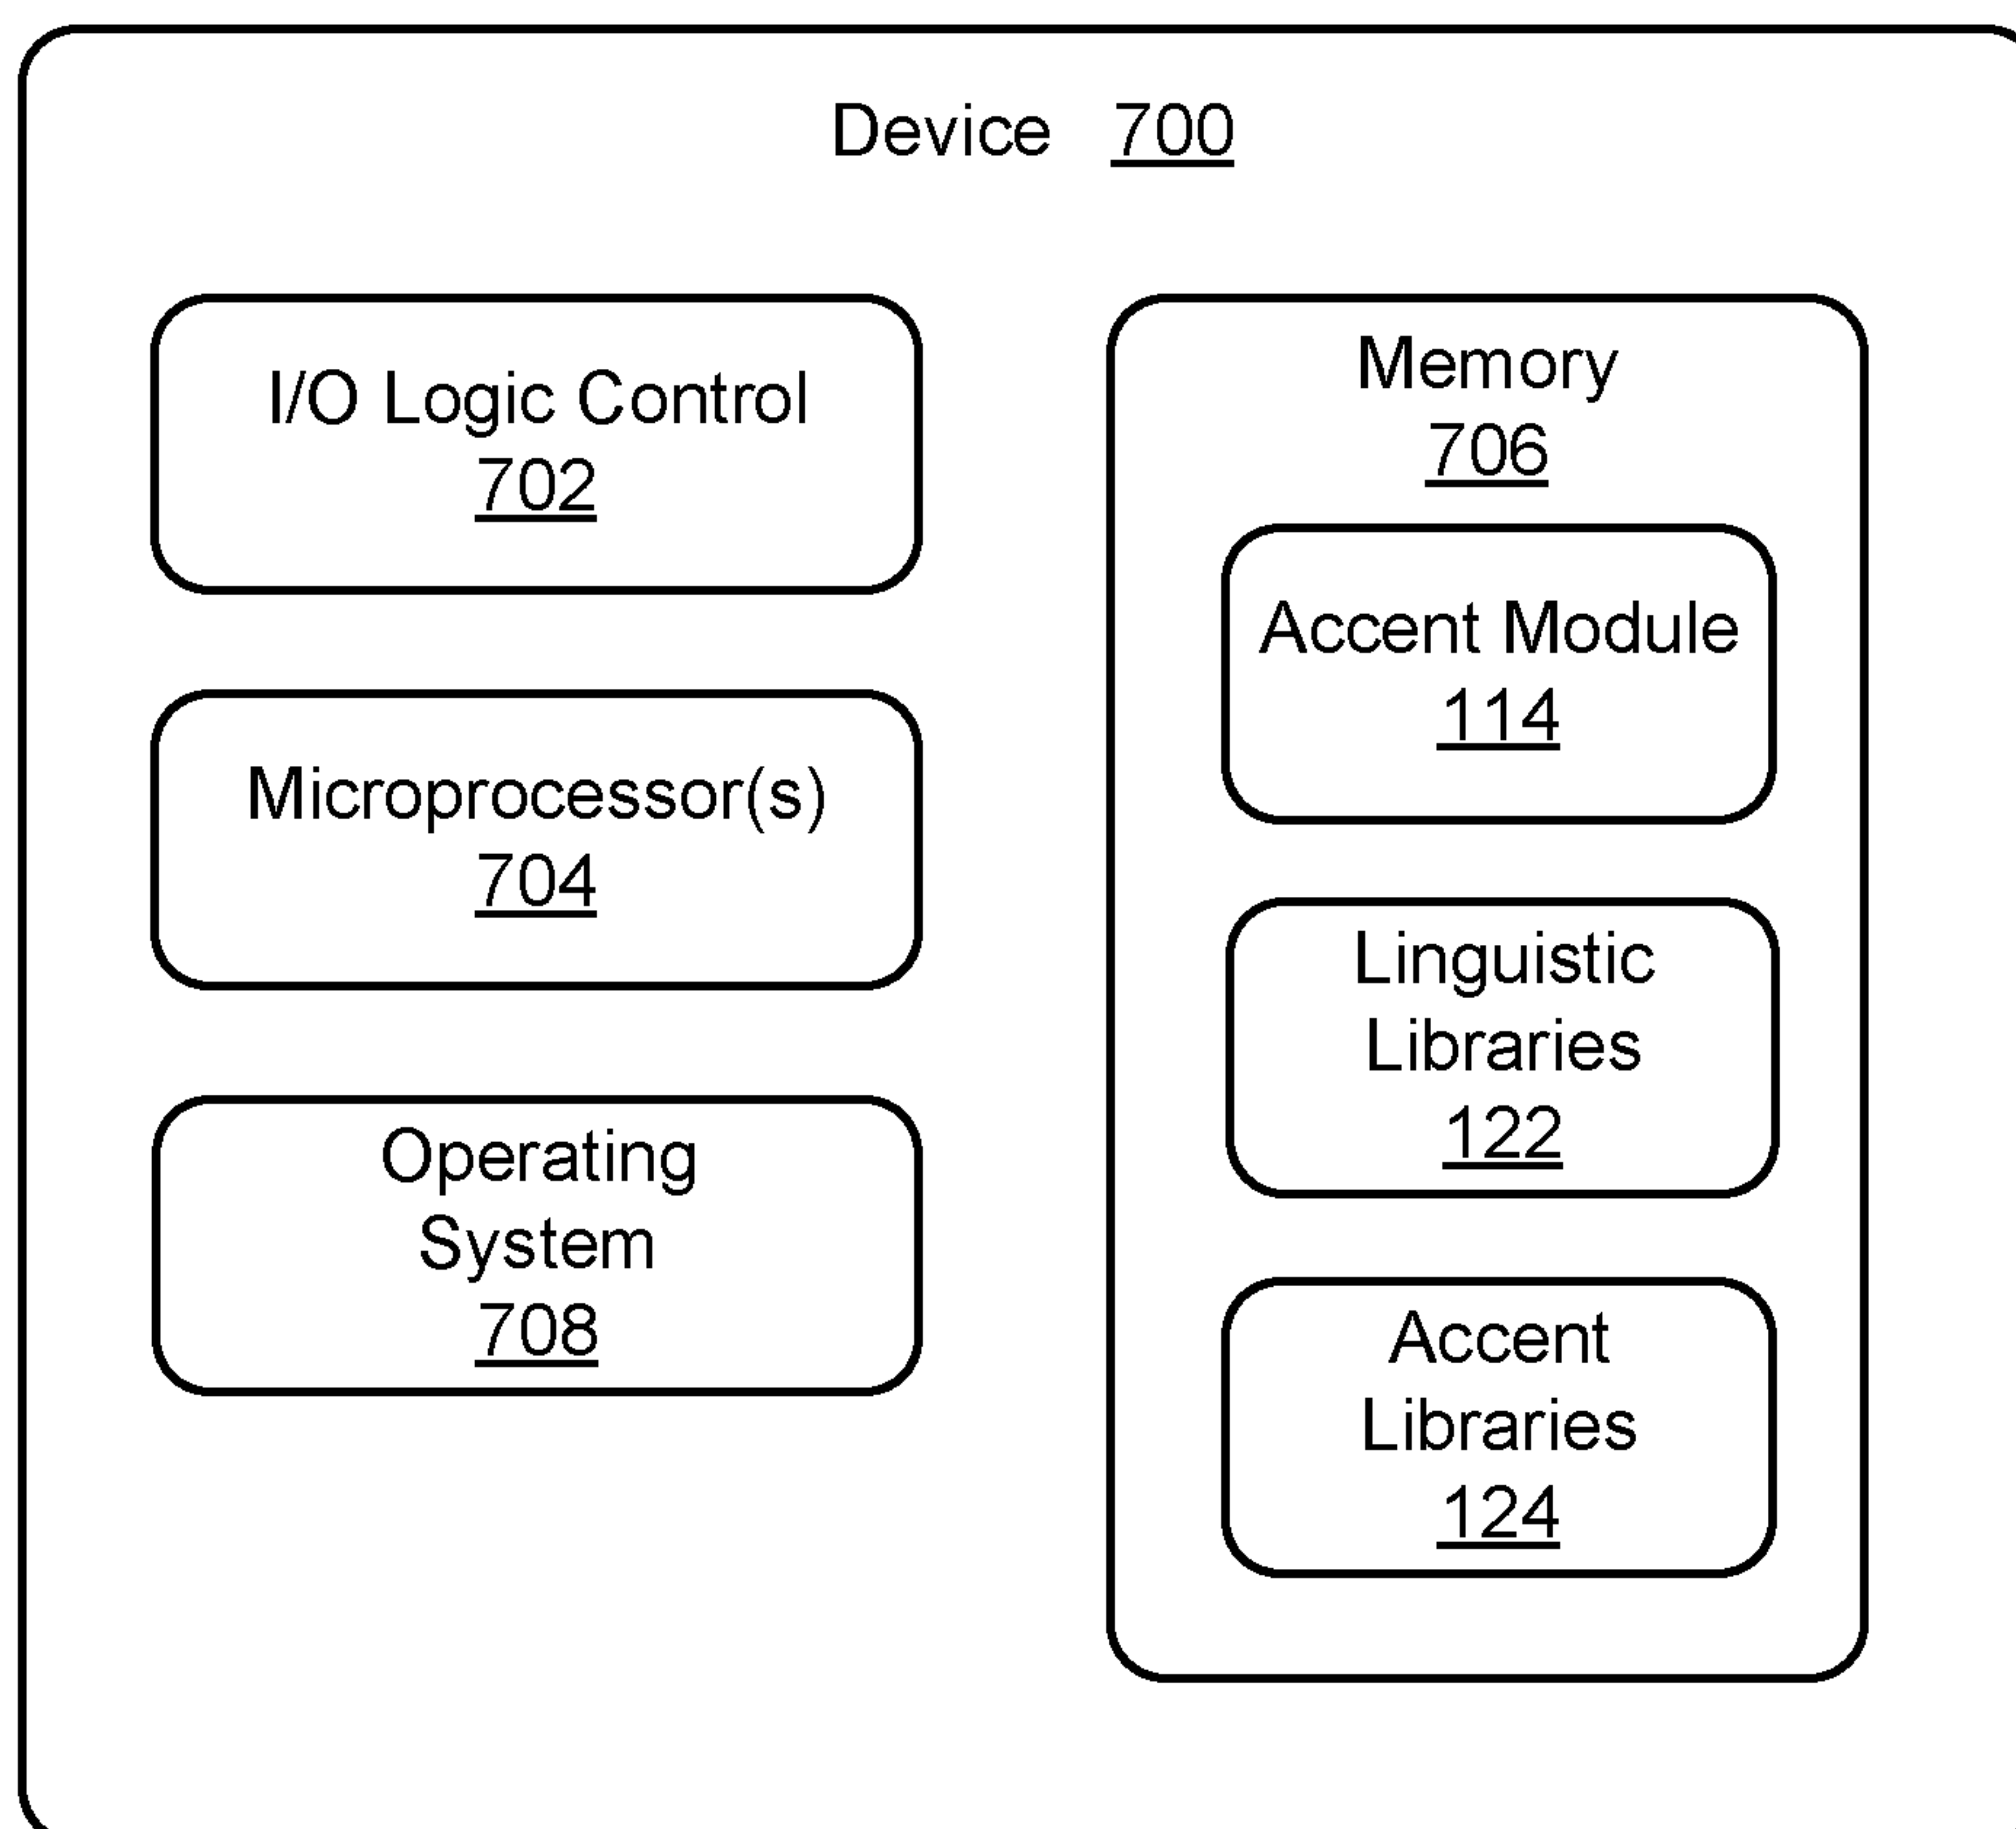 Device 700
I/O Logic Control
702
Microprocessor(s)
704
Operating
System
708
Memory
706
Accent Module
114
Linguistic
Libraries
122
Accent
Libraries
124